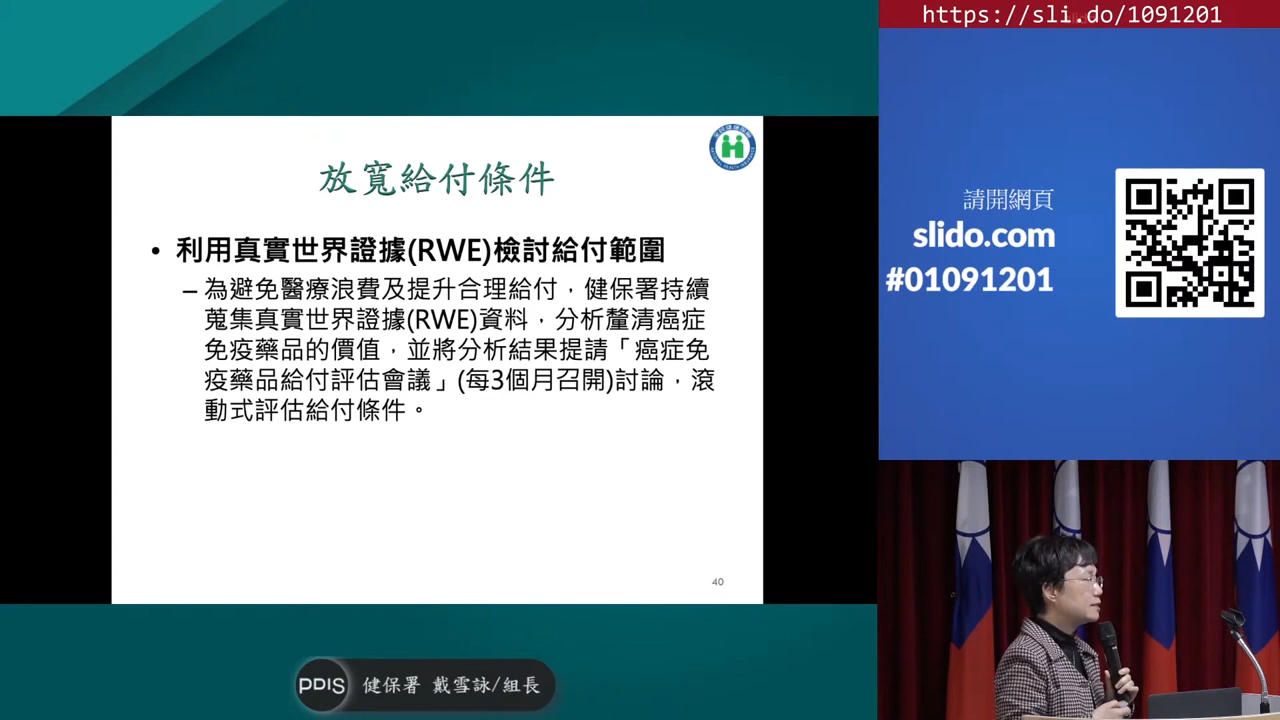 https://sli.do/1091201
請開網頁
slido.com
#01091201
放寬給付條件
• 利用真實世界證據(RWE)檢討給付範圍
– 為避免醫療浪費及提升合理給付，健保署持續
蒐集真實世界證據(RWE)資料，分析釐清癌症
免疫藥品的價值，並將分析結果提請「癌症免
疫藥品給付評估會議」(每3個月召開)討論，滾
動式評估給付條件。
40
PDIS 健保署 戴雪詠/組長